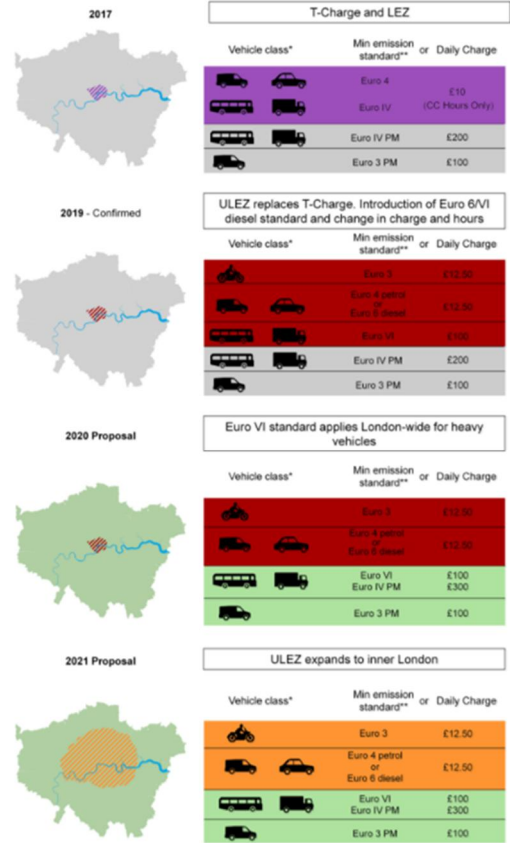 2017
T-Charge and LEZ
Vehicle class*
Min emission
standard**
or
Daily Charge
Euro 4
Euro IV
£10
(CC Hours Only)
Euro IV PM
£200
Euro 3 PM
£100
2019 - Confirmed
ULEZ replaces T-Charge. Introduction of Euro 6/VI
diesel standard and change in charge and hours
Vehicle class*
Min emission
standard**
or
Daily Charge
Euro 3
£12.50
Euro 4 petrol
or
Euro 6 diesel
£12.50
Euro VI
£100
Euro IV PM
£200
Euro 3 PM
£100
2020 Proposal
Euro VI standard applies London-wide for heavy
vehicles
Vehicle class*
Min emission
standard**
or
Daily Charge
Euro 3
£12.50
Euro 4 petrol
or
Euro 6 diesel
£12.50
Euro VI
£100
Euro IV PM
£300
Euro 3 PM
£100
2021 Proposal
ULEZ expands to inner London
Vehicle class*
Min emission
standard**
or
Daily Charge
Euro 3
£12.50
Euro 4 petrol
or
Euro 6 diesel
£12.50
Euro VI
£100
Euro IV PM
£300
Euro 3 PM
£100